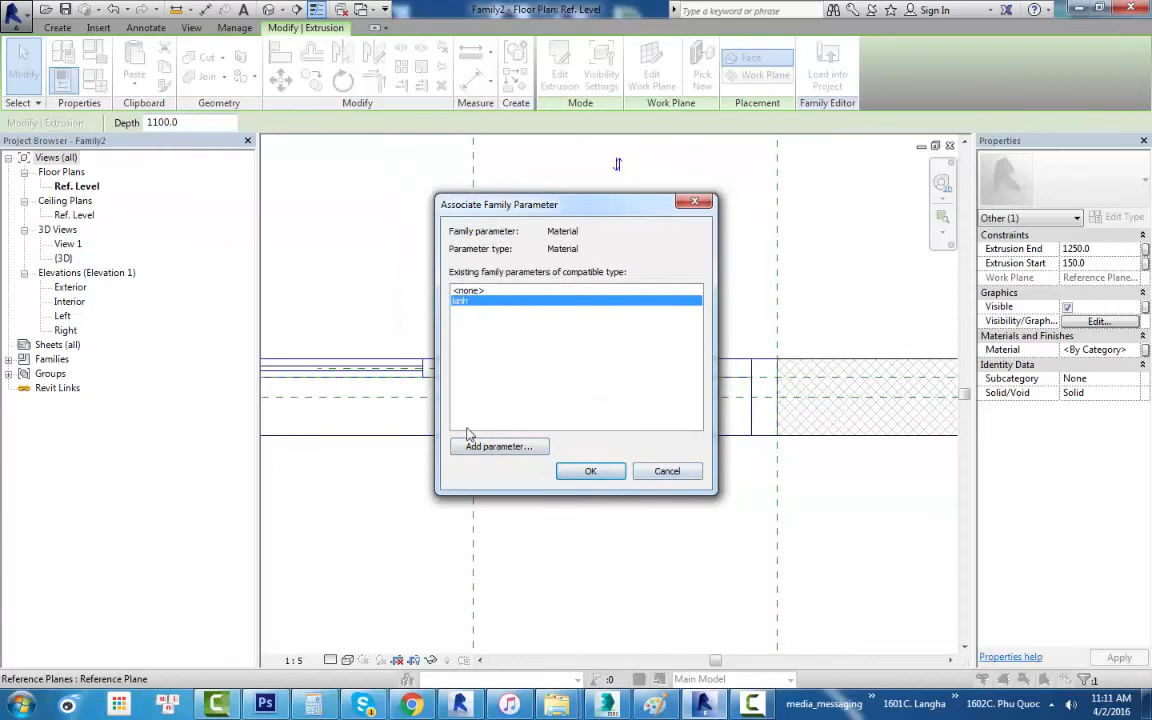 Family2 - Floor Plan: Ref. Level
Type a keyword or phrase
Sign In
Create
Insert
Annotate
View
Manage
Modify | Extrusion
Modify
Paste
Cut
Join
Edit
Extrusion
Visibility
Settings
Edit
Work Plane
Pick
New
Face
Work Plane
Load into
Project
Select
Properties
Clipboard
Geometry
Modify
Measure
Create
Mode
Work Plane
Placement
Family Editor
Modify | Extrusion
Depth
1100.0
Project Browser - Family2
Views (all)
Floor Plans
Ref. Level
Ceiling Plans
Ref. Level
3D Views
View 1
{3D}
Elevations (Elevation 1)
Exterior
Interior
Left
Right
Sheets (all)
Families
Groups
Revit Links
Associate Family Parameter
Family parameter: Material
Parameter type: Material
Existing family parameters of compatible type:
<none>
kinh
Add parameter...
OK
Cancel
Properties
Other (1)
Edit Type
Constraints
Extrusion End 1250.0
Extrusion Start 150.0
Work Plane Reference Plane...
Graphics
Visible
Visibility/Graph... Edit...
Materials and Finishes
Material <By Category>
Identity Data
Subcategory None
Solid/Void Solid
Properties help
Apply
1 : 5
Reference Planes : Reference Plane
:0
Main Model
:1
media_messaging
1601C. Langha
1602C. Phu Quoc
11:11 AM
4/2/2016